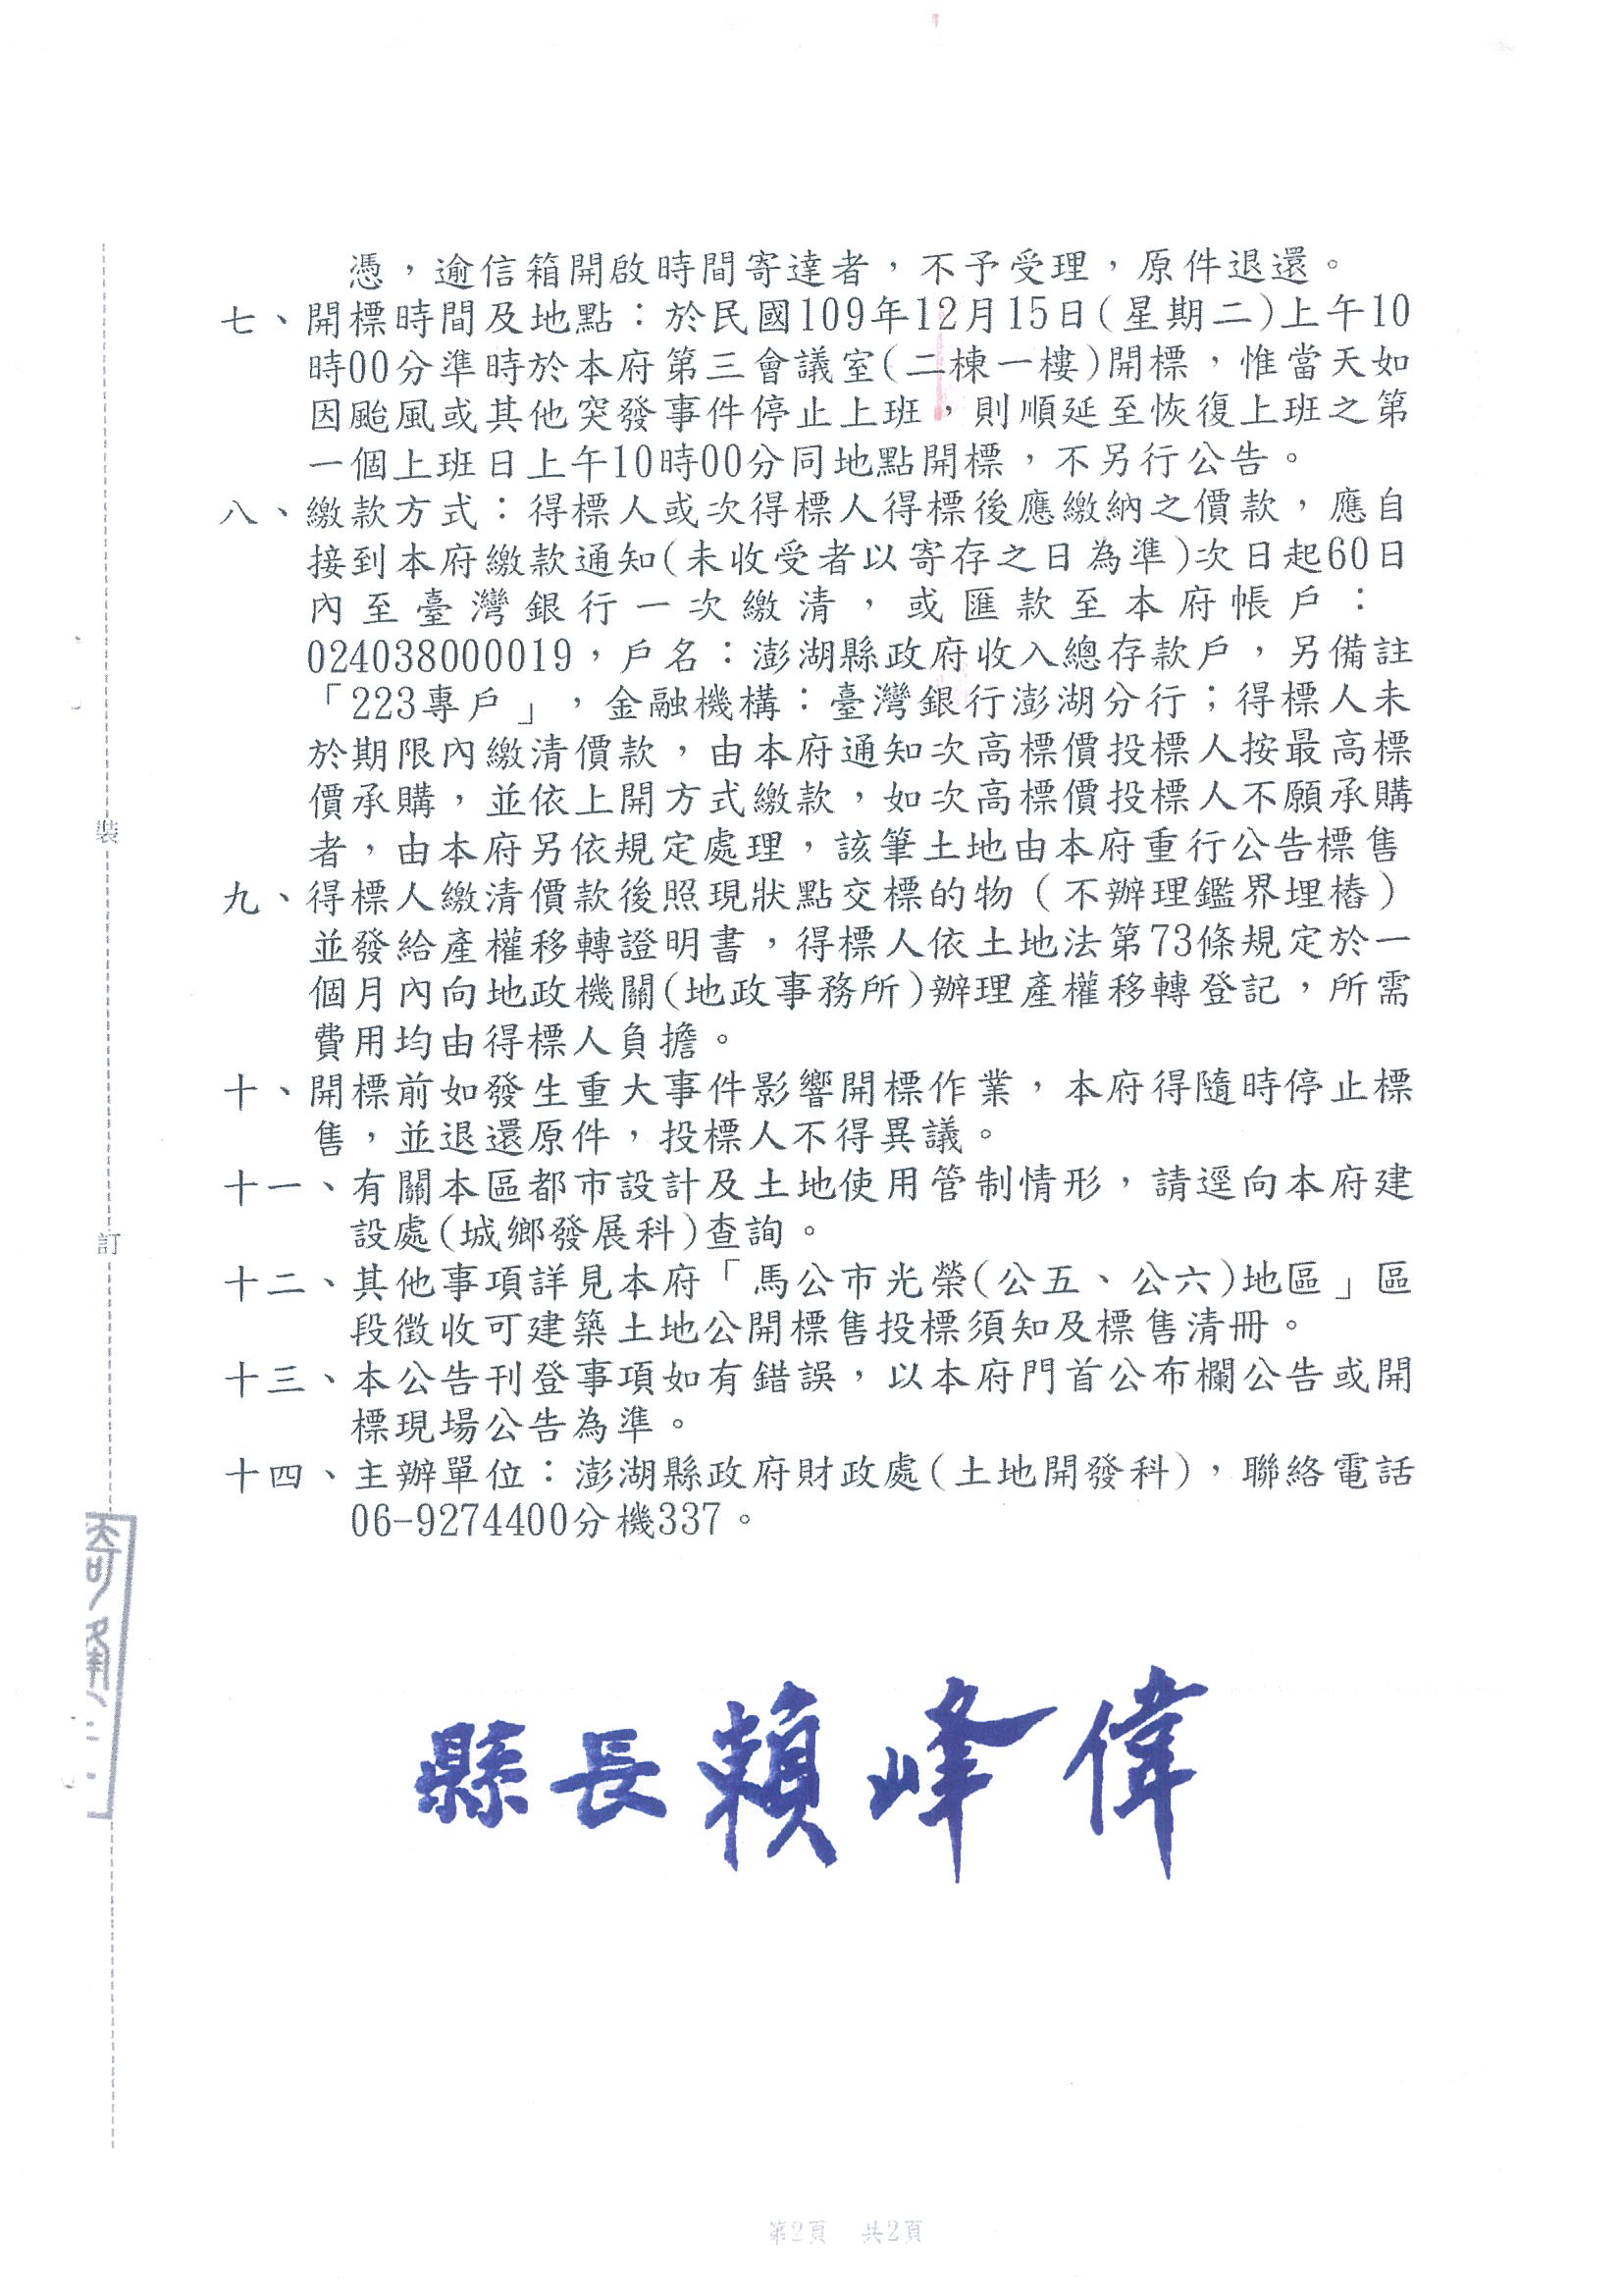 憑，逾信箱開啟時間寄達者，不予受理，原件退還。
七、開標時間及地點：於民國109年12月15日(星期二)上午10
時00分準時於本府第三會議室(二棟一樓)開標，惟當天如
因颱風或其他突發事件停止上班，則順延至恢復上班之第
一個上班日上午10時00分同地點開標，不另行公告。
八、繳款方式：得標人或次得標人得標後應繳納之價款，應自
接到本府繳款通知(未收受者以寄存之日為準)次日起60日
內至臺灣銀行一次繳清，或匯款至本府帳戶：
024038000019，戶名：澎湖縣政府收入總存款戶，另備註
「223專戶」，金融機構：臺灣銀行澎湖分行；得標人未
於期限內繳清價款，由本府通知次高標價投標人按最高標
價承購，並依上開方式繳款，如次高標價投標人不願承購
者，由本府另依規定處理，該筆土地由本府重行公告標售
九、得標人繳清價款後照現狀點交標的物（不辦理鑑界埋樁）
並發給產權移轉證明書，得標人依土地法第73條規定於一
個月內向地政機關(地政事務所)辦理產權移轉登記，所需
費用均由得標人負擔。
十、開標前如發生重大事件影響開標作業，本府得隨時停止標
售，並退還原件，投標人不得異議。
十一、有關本區都市設計及土地使用管制情形，請逕向本府建
設處(城鄉發展科)查詢。
十二、其他事項詳見本府「馬公市光榮(公五、公六)地區」區
段徵收可建築土地公開標售投標須知及標售清冊。
十三、本公告刊登事項如有錯誤，以本府門首公布欄公告或開
標現場公告為準。
十四、主辦單位：澎湖縣政府財政處(土地開發科)，聯絡電話
06-9274400分機337。
裝
訂
縣長賴峰偉
第2頁 共2頁